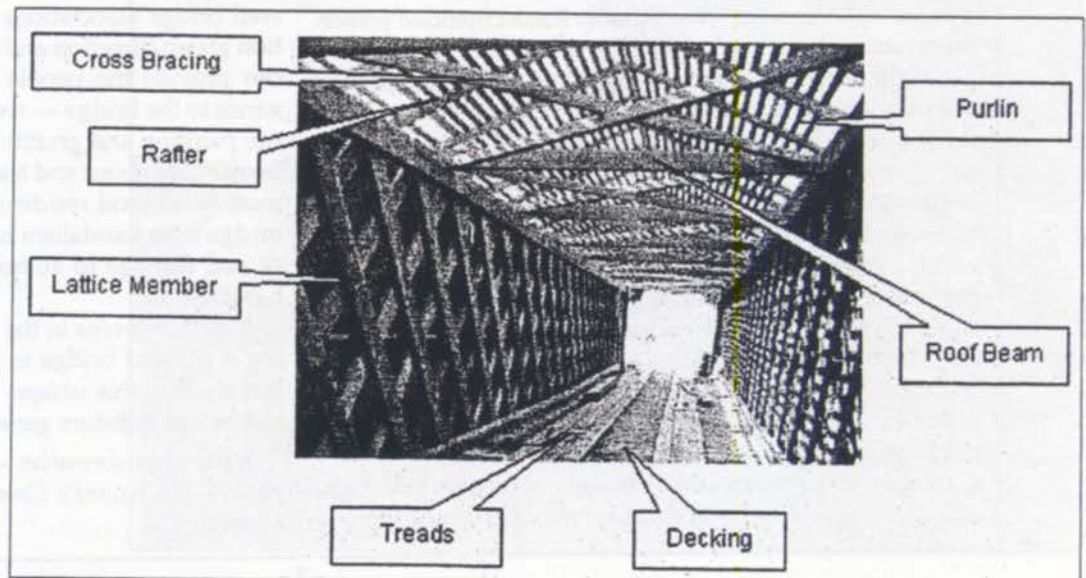 Cross Bracing
Purlin
Rafter
Lattice Member
Roof Beam
Treads
Decking